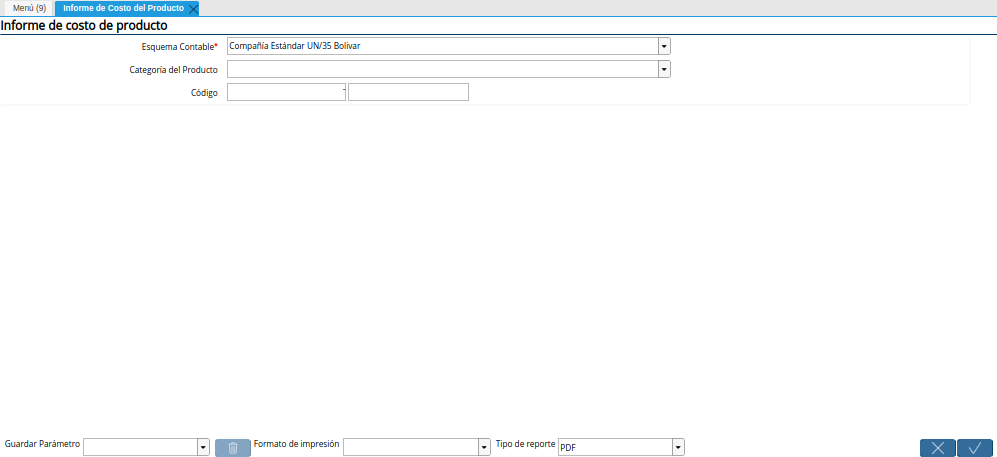 Menú (9) Informe de Costo del Producto
Informe de costo de producto
Esquema Contable* Compañía Estándar UN/35 Bolivar
Categoría del Producto
Código -
Guardar Parámetro Formato de impresión Tipo de reporte PDF